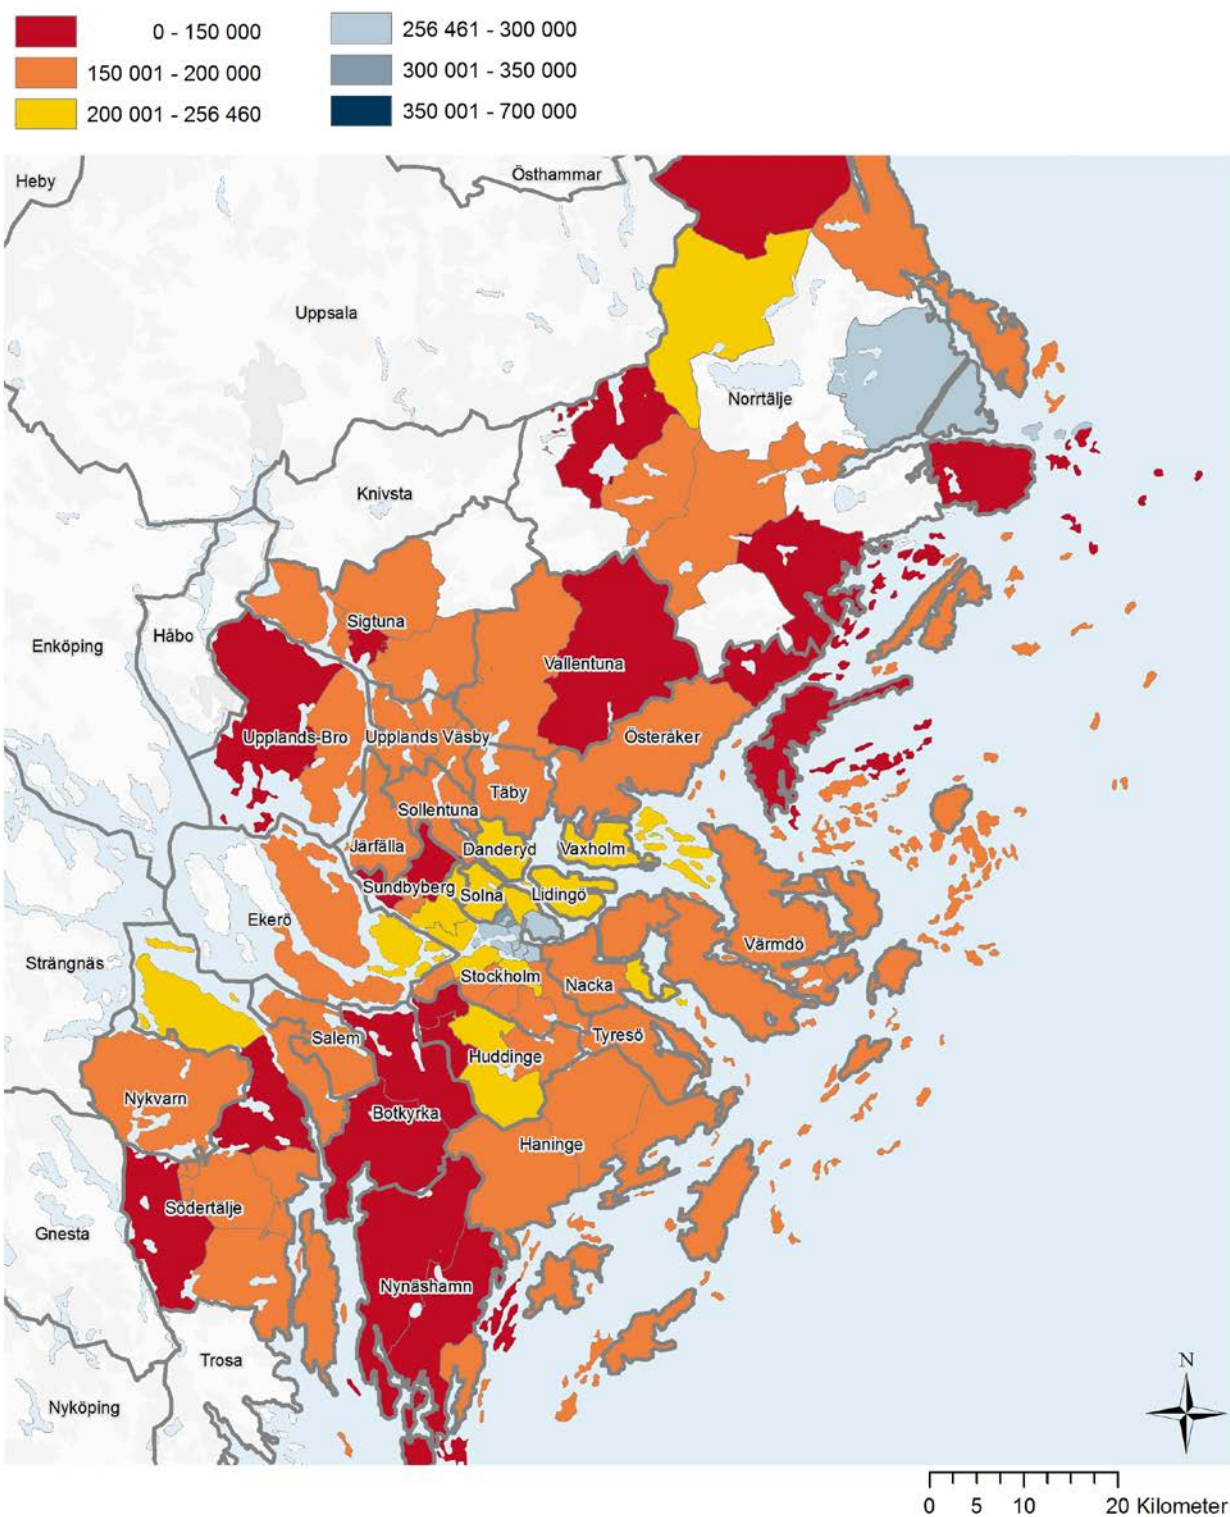 0 - 150 000
256 461 - 300 000
150 001 - 200 000
300 001 - 350 000
200 001 - 256 460
350 001 - 700 000
Heby
Östhammar
Uppsala
Norrtälje
Knivsta
Sigtuna
Håbo
Enköping
Vallentuna
Upplands-Bro
Upplands Väsby
Österåker
Täby
Sollentuna
Järfälla
Danderyd
Vaxholm
Sundbyberg
Solna
Lidingö
Ekerö
Värmdö
Strängnäs
Stockholm
Nacka
Salem
Tyresö
Huddinge
Nykvarn
Botkyrka
Haninge
Södertälje
Gnesta
Nynäshamn
Trosa
Nyköping
N
0 5 10 20 Kilometer